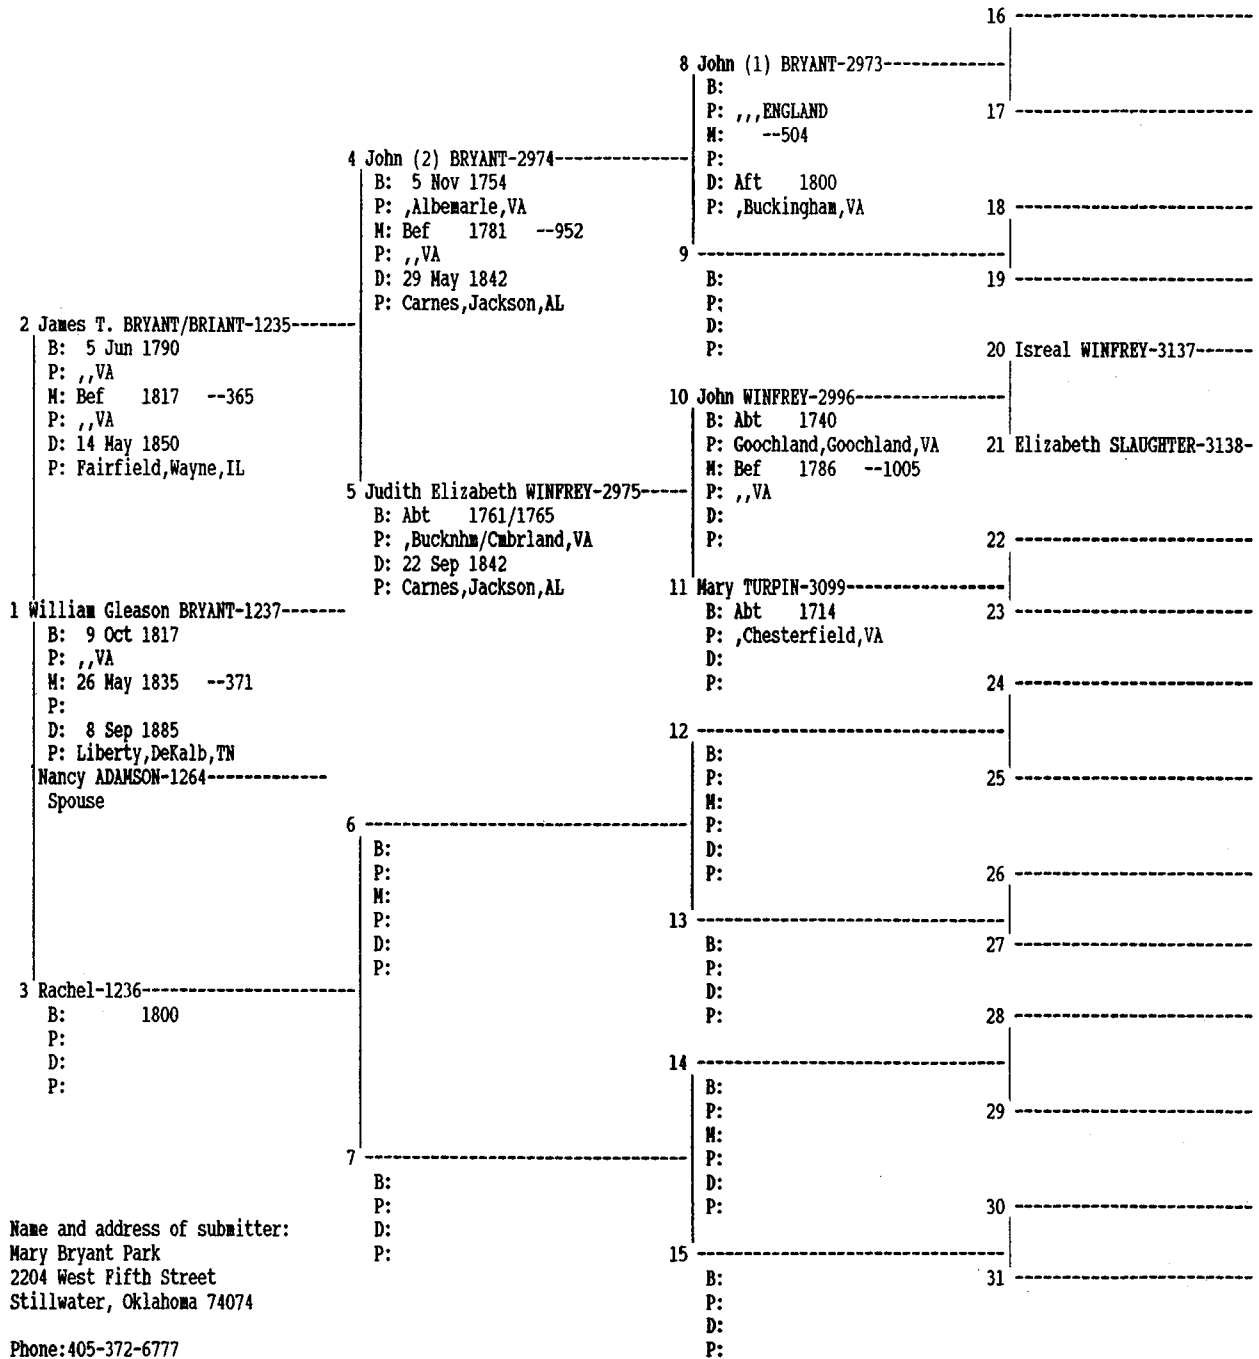 16 --------------------
8 John (1) BRYANT-2973-------------
B:
P: ,,,ENGLAND
M:     --504
P:
D: Aft   1800
P: ,Buckingham,VA
17 --------------------
4 John (2) BRYANT-2974--------------
B:  5 Nov 1754
P: ,Albemarle,VA
M: Bef   1781   --952
P: ,,VA
D: 29 May 1842
P: Carnes,Jackson,AL
18 --------------------
9 --------------------
B:
P:
D:
P:
19 --------------------
2 James T. BRYANT/BRIANT-1235-------
B:  5 Jun 1790
P: ,,VA
M: Bef   1817   --365
P: ,,VA
D: 14 May 1850
P: Fairfield,Wayne,IL
20 Isreal WINFREY-3137------
10 John WINFREY-2996---------------
B: Abt   1740
P: Goochland,Goochland,VA
M: Bef   1786   --1005
P: ,,VA
D:
P:
21 Elizabeth SLAUGHTER-3138-
5 Judith Elizabeth WINFREY-2975-----
B: Abt   1761/1765
P: ,Bucknhm/Cmbrland,VA
D: 22 Sep 1842
P: Carnes,Jackson,AL
22 --------------------
11 Mary TURPIN-3099----------------
B: Abt   1714
P: ,Chesterfield,VA
D:
P:
23 --------------------
1 William Gleason BRYANT-1237-------
B:  9 Oct 1817
P: ,,VA
M: 26 May 1835   --371
P:
D:  8 Sep 1885
P: Liberty,DeKalb,TN
Nancy ADAMSON-1264-------------
Spouse
24 --------------------
12 --------------------
B:
P:
M:
P:
D:
P:
25 --------------------
6 --------------------
B:
P:
M:
P:
D:
P:
26 --------------------
13 --------------------
B:
P:
D:
P:
27 --------------------
3 Rachel-1236----------------------
B:       1800
P:
D:
P:
28 --------------------
14 --------------------
B:
P:
M:
P:
D:
P:
29 --------------------
7 --------------------
B:
P:
D:
P:
30 --------------------
15 --------------------
B:
P:
D:
P:
31 --------------------
Name and address of submitter:
Mary Bryant Park
2204 West Fifth Street
Stillwater, Oklahoma 74074
Phone:405-372-6777